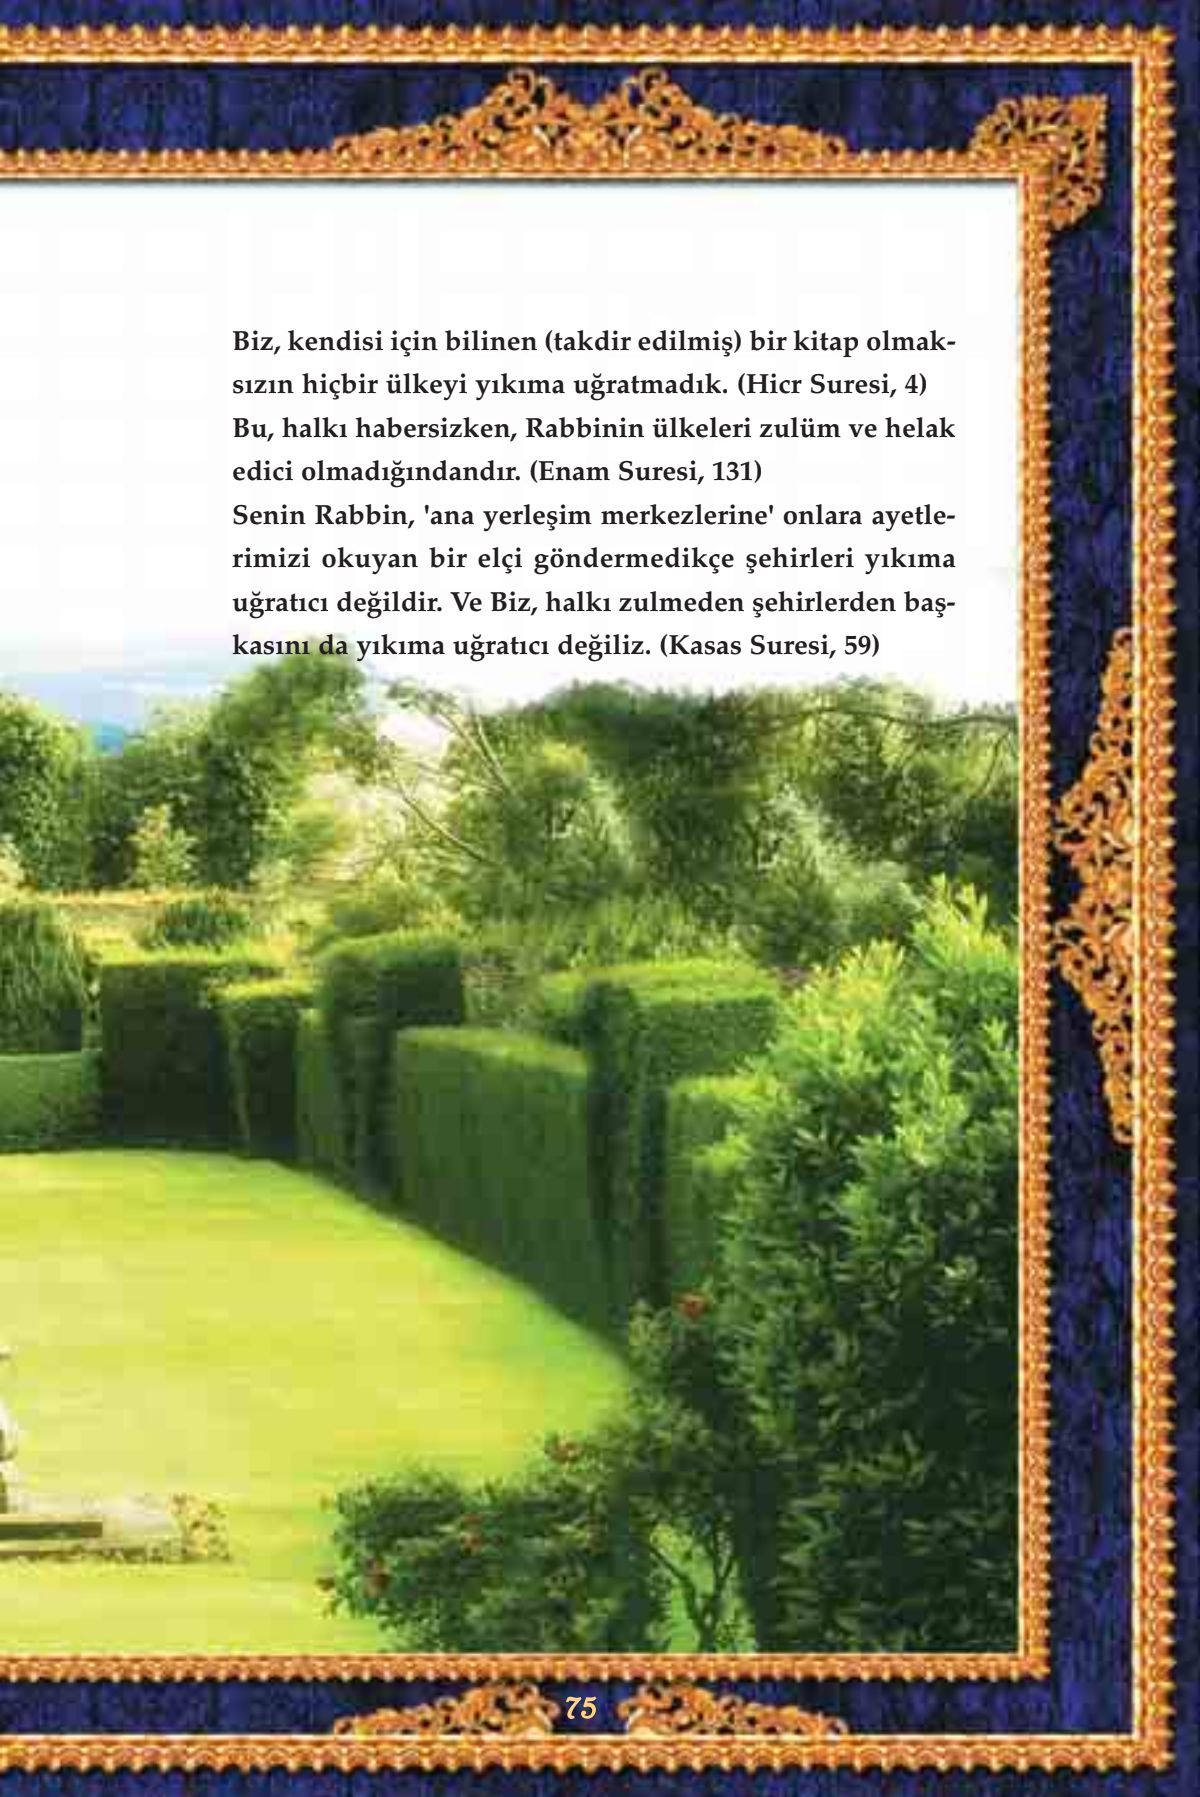 Biz, kendisi için bilinen (takdir edilmiş) bir kitap olmak-
sızın hiçbir ülkeyi yıkıma uğratmadık. (Hicr Suresi, 4)
Bu, halkı habersizken, Rabbinin ülkeleri zulüm ve helak
edici olmadığındandır. (Enam Suresi, 131)
Senin Rabbin, 'ana yerleşim merkezlerine' onlara ayetle-
rimizi okuyan bir elçi göndermedikçe şehirleri yıkıma
uğratıcı değildir. Ve Biz, halkı zulmeden şehirlerden baş-
kasını da yıkıma uğratıcı değiliz. (Kasas Suresi, 59)
75